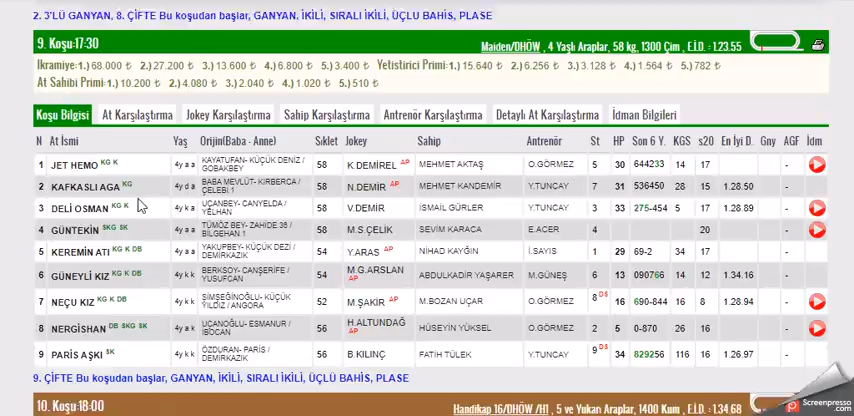 2. 3'LÜ GANYAN, 8. ÇİFTE Bu koşudan başlar, GANYAN, İKİLİ, SIRALI İKİLİ, ÜÇLÜ BAHİS, PLASE
9. Koşu:17:30 Maiden/DHÖW , 4 Yaşlı Araplar, 58 kg, 1300 Çim , E.İ.D. : 1.23.55
Ikramiye:1.) 68.000 t 2.) 27.200 t 3.) 13.600 t 4.) 6.800 t 5.) 3.400 t Yetistirici Primi:1.) 15.640 t 2.) 6.256 t 3.) 3.128 t 4.) 1.564 t 5.) 782 t
At Sahibi Primi:1.) 10.200 t 2.) 4.080 t 3.) 2.040 t 4.) 1.020 t 5.) 510 t
Koşu Bilgisi At Karşılaştırma Jokey Karşılaştırma Sahip Karşılaştırma Antrenör Karşılaştırma Detaylı At Karşılaştırma İdman Bilgileri
N At İsmi Yaş Orijin(Baba - Anne) Sıklet Jokey Sahip Antrenör St HP Son 6 Y. KGS s20 En İyi D. Gny AGF İdm
1 JET HEMO KG K 4y a a KAYATUFAN- KÜÇÜK DENİZ / GOBAKBEY 58 K.DEMİREL AP MEHMET AKTAŞ O.GÖRMEZ 5 30 644233 14 17 -
2 KAFKASLI AGA KG 4y d a BABA MEVLÜT- KIRBERCA / ÇELEBİ 1 58 N.DEMİR AP MEHMET KANDEMİR Y.TUNCAY 7 31 536450 28 15 1.28.50 -
3 DELİ OSMAN KG K 4y k a UÇANBEY- CANYELDA / YELHAN 58 V.DEMİR İSMAİL GÜRLER Y.TUNCAY 3 33 275-454 5 17 1.28.89 -
4 GÜNTEKİN SKG SK 4y a a TÜMÖZ BEY- ZAHİDE 36 / BİLGİNHAN 58 M.S.ÇELİK SEVİM KARACA E.ACER 4 20 -
5 KEREMİN ATI KG K DB 4y a a YAKUPBEY- KÜÇÜK DEZİ / DEMİRKAZIK 54 Y.ARAS AP NİHAD KAYĞIN İ.SAYIS 1 29 69-2 34 17 -
6 GÜNEYLİ KIZ KG K DB 4y k k BERKSOY- CANŞERİFE / YUSUFCAN 54 M.G.ARSLAN AP ABDULKADİR YAŞARER M.GÜNEŞ 6 13 090766 14 12 1.34.16 -
7 NEÇU KIZ KG K DB 4y k k ŞİMŞEĞİNOĞLU- KÜÇÜK YILDIZ / ANGORA 52 M.ŞAKİR AP M.BOZAN UÇAR O.GÖRMEZ 8 DS 16 690-844 16 8 1.28.94 -
8 NERGİSHAN DB SKG SK 4y a k UÇANOĞLU- ESMANUR / İBOCAN 56 H.ALTUNDAĞ AP HÜSEYİN YÜKSEL O.GÖRMEZ 2 5 0-870 26 16 -
9 PARİS AŞKI SK 4y k k ÖZDURAN- PARİS / DEMİRKAZIK 56 B.KILINÇ FATİH TÜLEK Y.TUNCAY 9 DS 34 829256 116 16 1.26.97 -
9. ÇİFTE Bu koşudan başlar, GANYAN, İKİLİ, SIRALI İKİLİ, ÜÇLÜ BAHİS, PLASE
10. Koşu:18:00 Handikap 16/DHÖW /H1 , 5 ve Yukarı Araplar, 1400 Kum , E.İ.D. : 1.34.68
Screenpresso